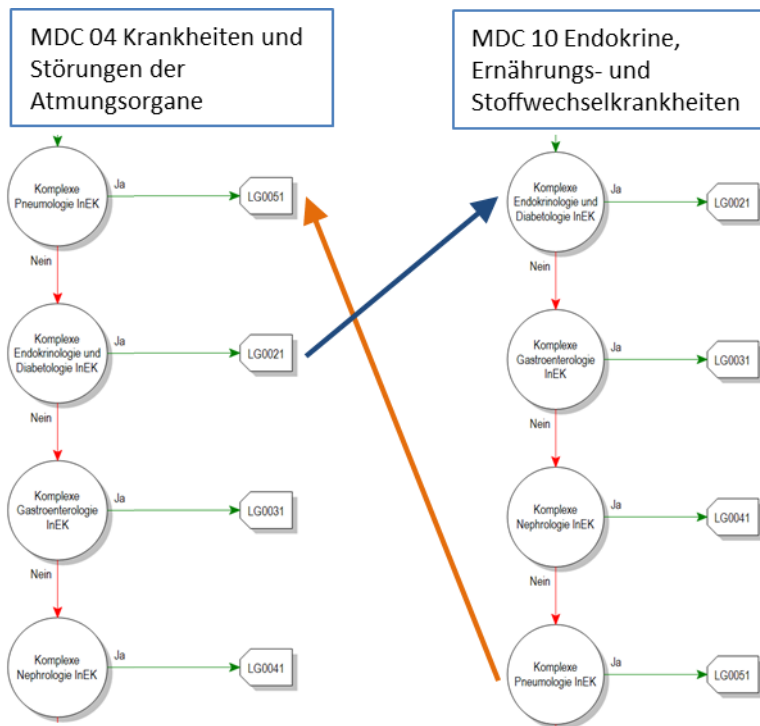 MDC 04 Krankheiten und
Störungen der
Atmungsorgane
Komplexe
Pneumologie InEK
Ja
LG0051
Nein
Komplexe
Endokrinologie und
Diabetologie InEK
Ja
LG0021
Nein
Komplexe
Gastroenterologie
InEK
Ja
LG0031
Nein
Komplexe
Nephrologie InEK
Ja
LG0041
MDC 10 Endokrine,
Ernährungs- und
Stoffwechselkrankheiten
Komplexe
Endokrinologie und
Diabetologie InEK
Ja
LG0021
Nein
Komplexe
Gastroenterologie
InEK
Ja
LG0031
Nein
Komplexe
Nephrologie InEK
Ja
LG0041
Nein
Komplexe
Pneumologie InEK
Ja
LG0051